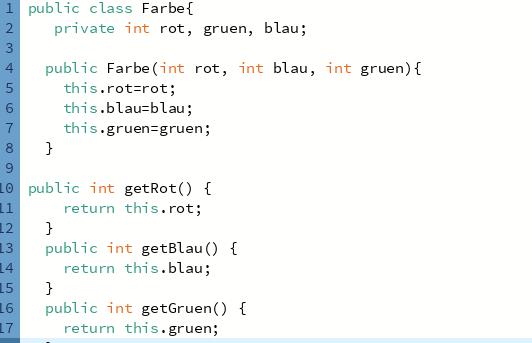 1 public class Farbe{
2 private int rot, gruen, blau;
3
4 public Farbe(int rot, int blau, int gruen){
5 this.rot=rot;
6 this.blau=blau;
7 this.gruen=gruen;
8 }
9
10 public int getRot() {
11 return this.rot;
12 }
13 public int getBlau() {
14 return this.blau;
15 }
16 public int getGruen() {
17 return this.gruen;